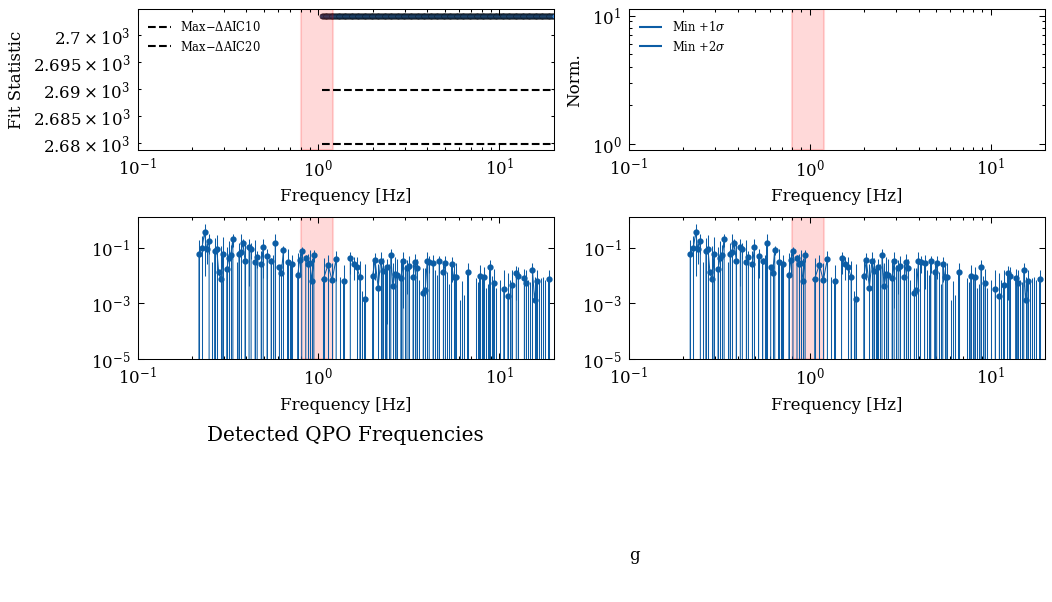 Fit Statistic
2.7 × 10³
2.695 × 10³
2.69 × 10³
2.685 × 10³
2.68 × 10³
Max−ΔAIC10
Max−ΔAIC20
10⁻¹ 10⁰ 10¹
Frequency [Hz]
Norm.
10¹
10⁰
Min +1σ
Min +2σ
10⁻¹ 10⁰ 10¹
Frequency [Hz]
10⁻¹
10⁻³
10⁻⁵
10⁻¹ 10⁰ 10¹
Frequency [Hz]
10⁻¹
10⁻³
10⁻⁵
10⁻¹ 10⁰ 10¹
Frequency [Hz]
Detected QPO Frequencies
g